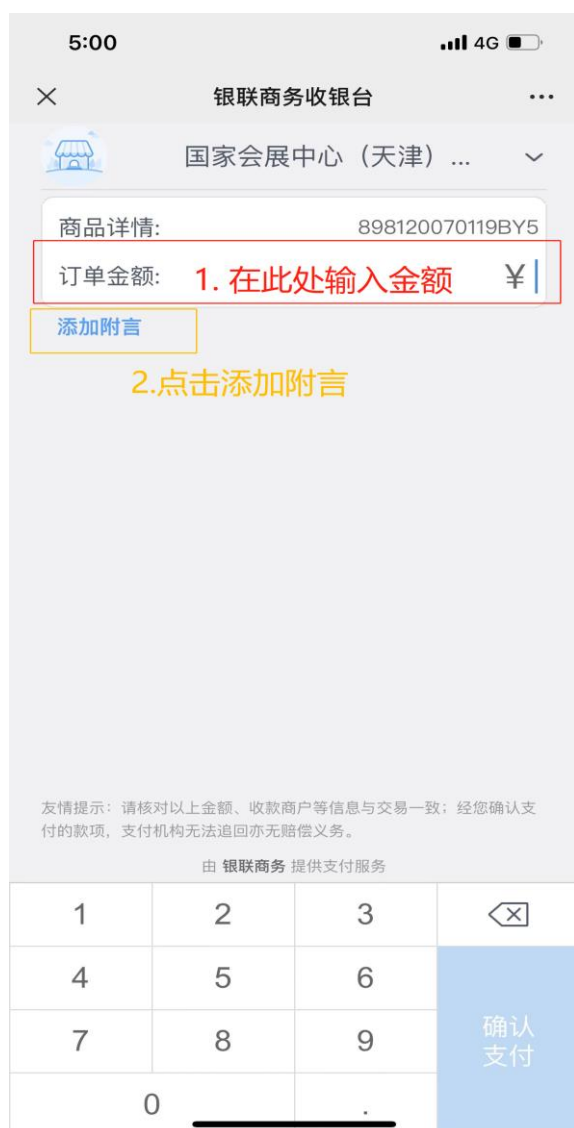 5:00 4G
银联商务收银台 ...
国家会展中心（天津）...
商品详情: 898120070119BY5
订单金额: 1. 在此处输入金额 ¥
添加附言
2.点击添加附言
友情提示：请核对以上金额、收款商户等信息与交易一致；经您确认支
付的款项，支付机构无法追回亦无赔偿义务。
由 银联商务 提供支付服务
1 2 3
4 5 6
7 8 9
确认
支付
0 .